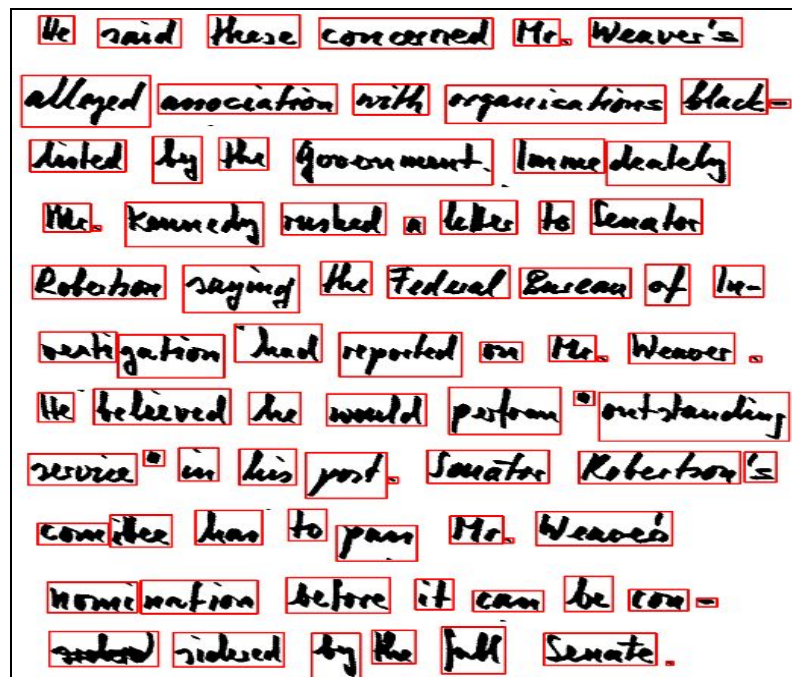 He said these concerned Mr. Weaver's
alleged association with organisations black-
listed by the Government. Immediately
Mr. Kennedy rushed a letter to Senator
Robertson saying the Federal Bureau of In-
vestigation had reported on Mr. Weaver.
He believed he would perform "outstanding
service" in his post. Senator Robertson's
comittee has to pass Mr. Weaver's
nomination before it can be con-
sidered by the full Senate.